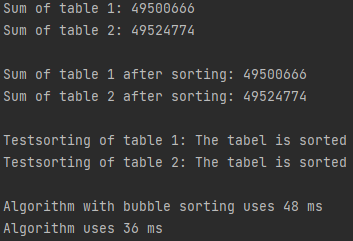 Sum of table 1: 49500666
Sum of table 2: 49524774
Sum of table 1 after sorting: 49500666
Sum of table 2 after sorting: 49524774
Testsorting of table 1: The tabel is sorted
Testsorting of table 2: The tabel is sorted
Algorithm with bubble sorting uses 48 ms
Algorithm uses 36 ms